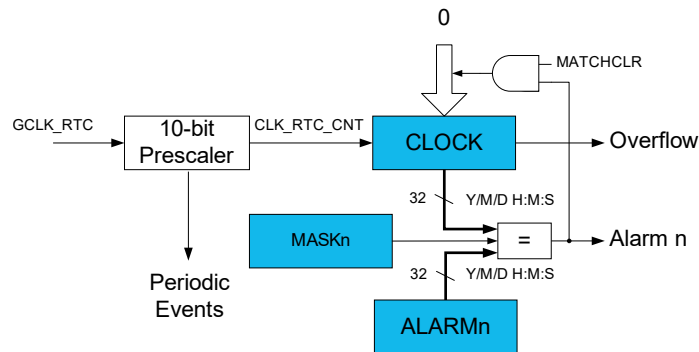 0
MATCHCLR
GCLK_RTC
10-bit
Prescaler
CLK_RTC_CNT
CLOCK
Overflow
32
Y/M/D H:M:S
MASKn
=
Alarm n
32
Y/M/D H:M:S
Periodic
Events
ALARMn